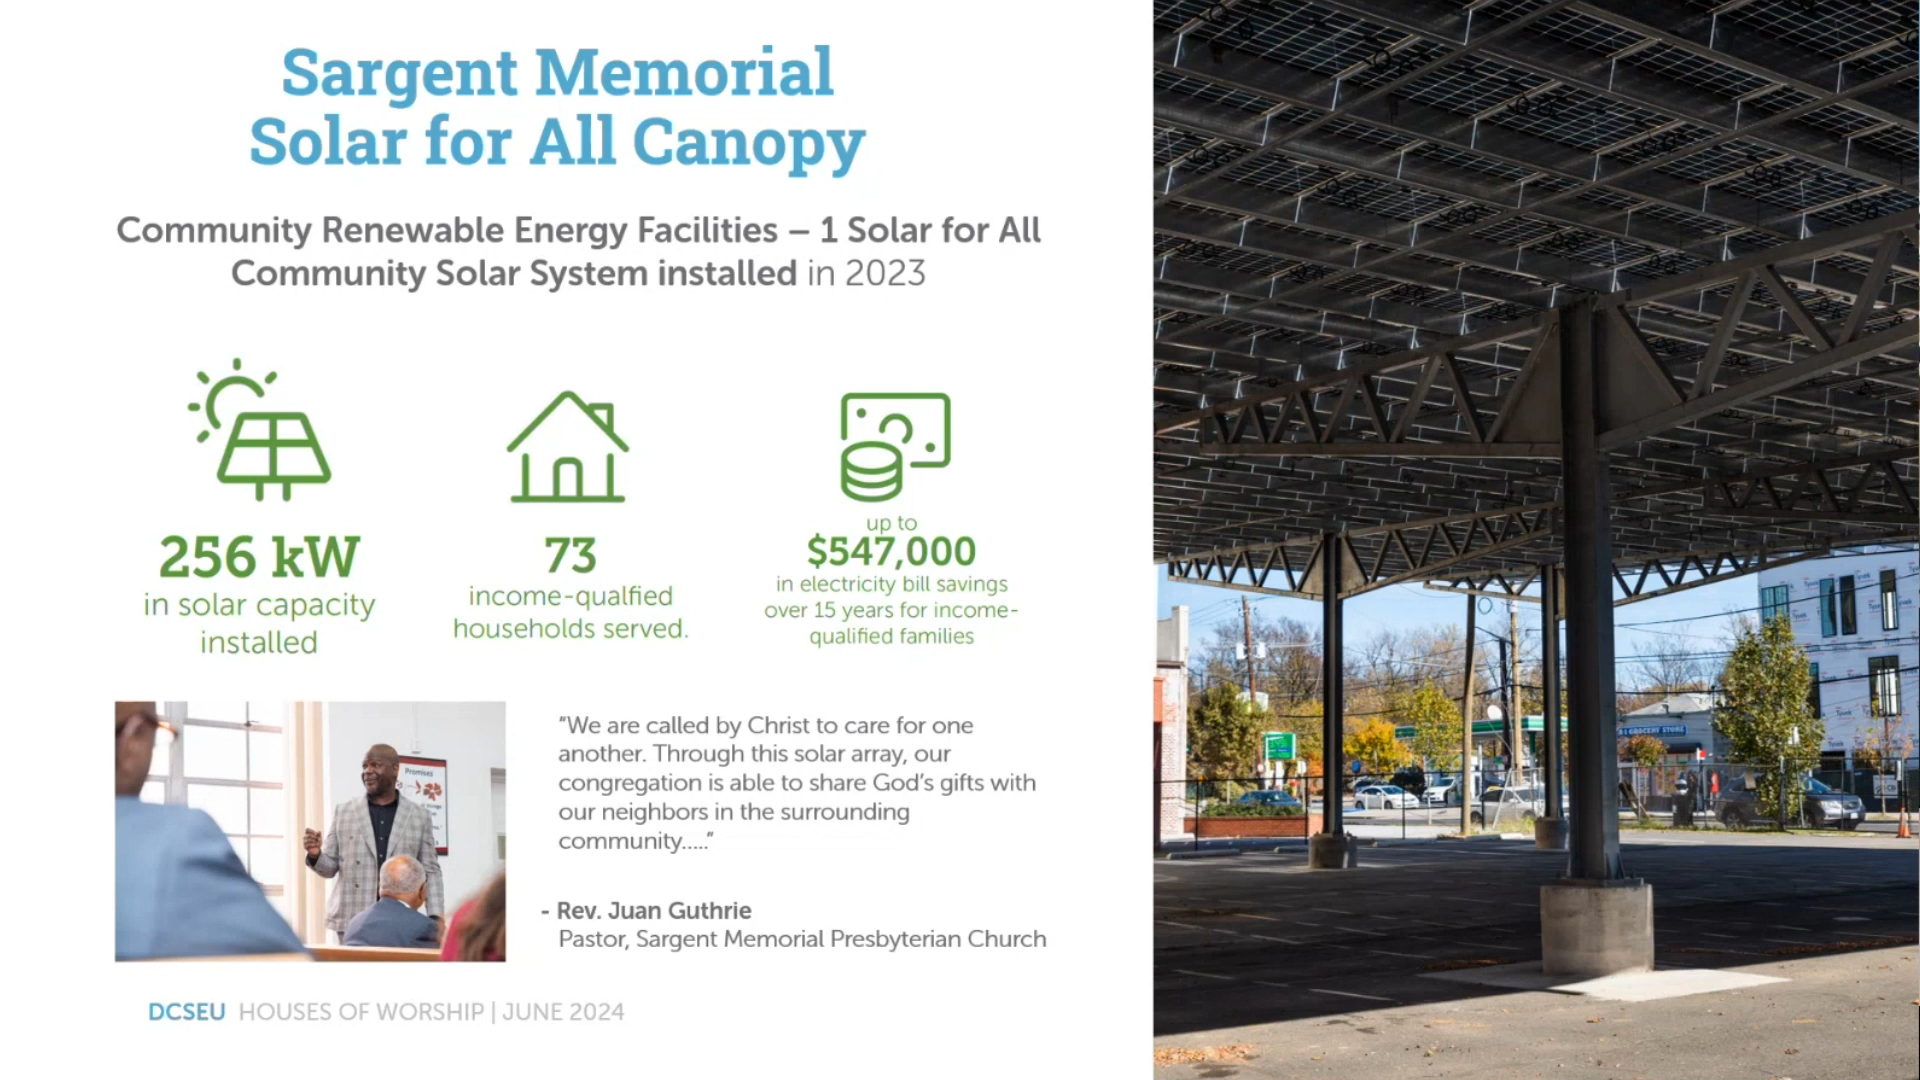 Sargent Memorial
Solar for All Canopy
Community Renewable Energy Facilities – 1 Solar for All
Community Solar System installed in 2023
256 kW
in solar capacity
installed
73
income-qualfied
households served.
up to
$547,000
in electricity bill savings
over 15 years for income-
qualified families
Promises
“We are called by Christ to care for one
another. Through this solar array, our
congregation is able to share God’s gifts with
our neighbors in the surrounding
community.....”
- Rev. Juan Guthrie
Pastor, Sargent Memorial Presbyterian Church
DCSEU HOUSES OF WORSHIP | JUNE 2024
GROCERY STORE